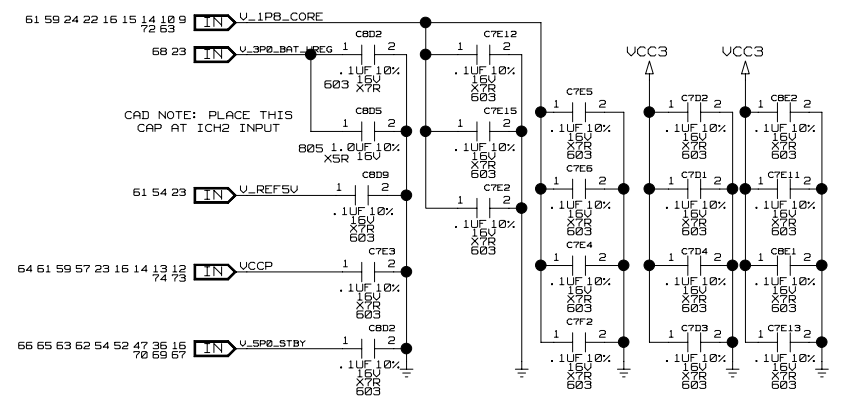 61 59 24 22 16 15 14 10 9
72 63
IN
V_1P8_CORE
68 23
IN
V_3P0_BAT_VREG
C8D2
1 2
.1UF 10%
16V
603 X7R
CAD NOTE: PLACE THIS
CAP AT ICH2 INPUT
C8D5
1 2
805 1.0UF 10%
X5R 16V
61 54 23
IN
V_REF5V
C8D9
1 2
.1UF 10%
16V
X7R
603
64 61 59 57 23 16 14 13 12
74 73
IN
VCCP
C7E3
1 2
.1UF 10%
16V
X7R
603
66 65 63 62 54 52 47 36 16
70 69 67
IN
V_5P0_STBY
C8D2
1 2
.1UF 10%
16V
X7R
603
C7E12
1 2
.1UF 10%
16V
X7R
603
C7E15
1 2
.1UF 10%
16V
X7R
603
C7E2
1 2
.1UF 10%
16V
X7R
603
C7E5
1 2
.1UF 10%
16V
X7R
603
C7E6
1 2
.1UF 10%
16V
X7R
603
C7E4
1 2
.1UF 10%
16V
X7R
603
C7F2
1 2
.1UF 10%
16V
X7R
603
VCC3
C7D2
1 2
.1UF 10%
16V
X7R
603
C7D1
1 2
.1UF 10%
16V
X7R
603
C7D4
1 2
.1UF 10%
16V
X7R
603
C7D3
1 2
.1UF 10%
16V
X7R
603
VCC3
C8E2
1 2
.1UF 10%
16V
X7R
603
C7E11
1 2
.1UF 10%
16V
X7R
603
C8E1
1 2
.1UF 10%
16V
X7R
603
C7E13
1 2
.1UF 10%
16V
X7R
603